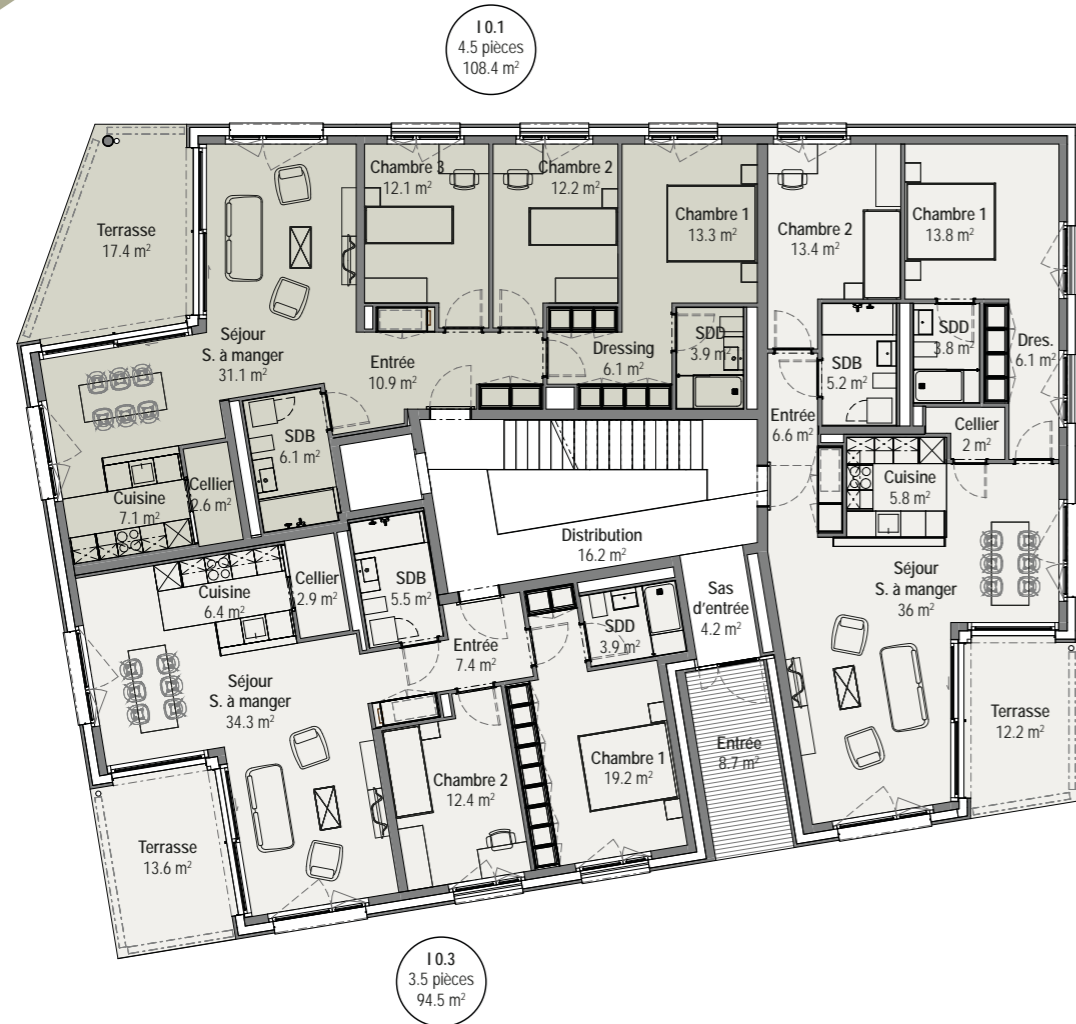 I 0.1
4.5 pièces
108.4 m²
Terrasse
17.4 m²
Chambre 3
12.1 m²
Chambre 2
12.2 m²
Chambre 1
13.3 m²
Chambre 2
13.4 m²
Chambre 1
13.8 m²
Séjour
S. à manger
31.1 m²
Entrée
10.9 m²
Dressing
6.1 m²
SDD
3.9 m²
SDB
5.2 m²
SDD
3.8 m²
Dres.
6.1 m²
Entrée
6.6 m²
Cellier
2 m²
SDB
6.1 m²
Cuisine
7.1 m²
Cellier
2.6 m²
Cuisine
5.8 m²
Distribution
16.2 m²
Séjour
S. à manger
36 m²
Cuisine
6.4 m²
Cellier
2.9 m²
SDB
5.5 m²
Sas
d'entrée
4.2 m²
SDD
3.9 m²
Entrée
7.4 m²
Séjour
S. à manger
34.3 m²
Terrasse
12.2 m²
Entrée
8.7 m²
Chambre 1
19.2 m²
Chambre 2
12.4 m²
Terrasse
13.6 m²
I 0.3
3.5 pièces
94.5 m²